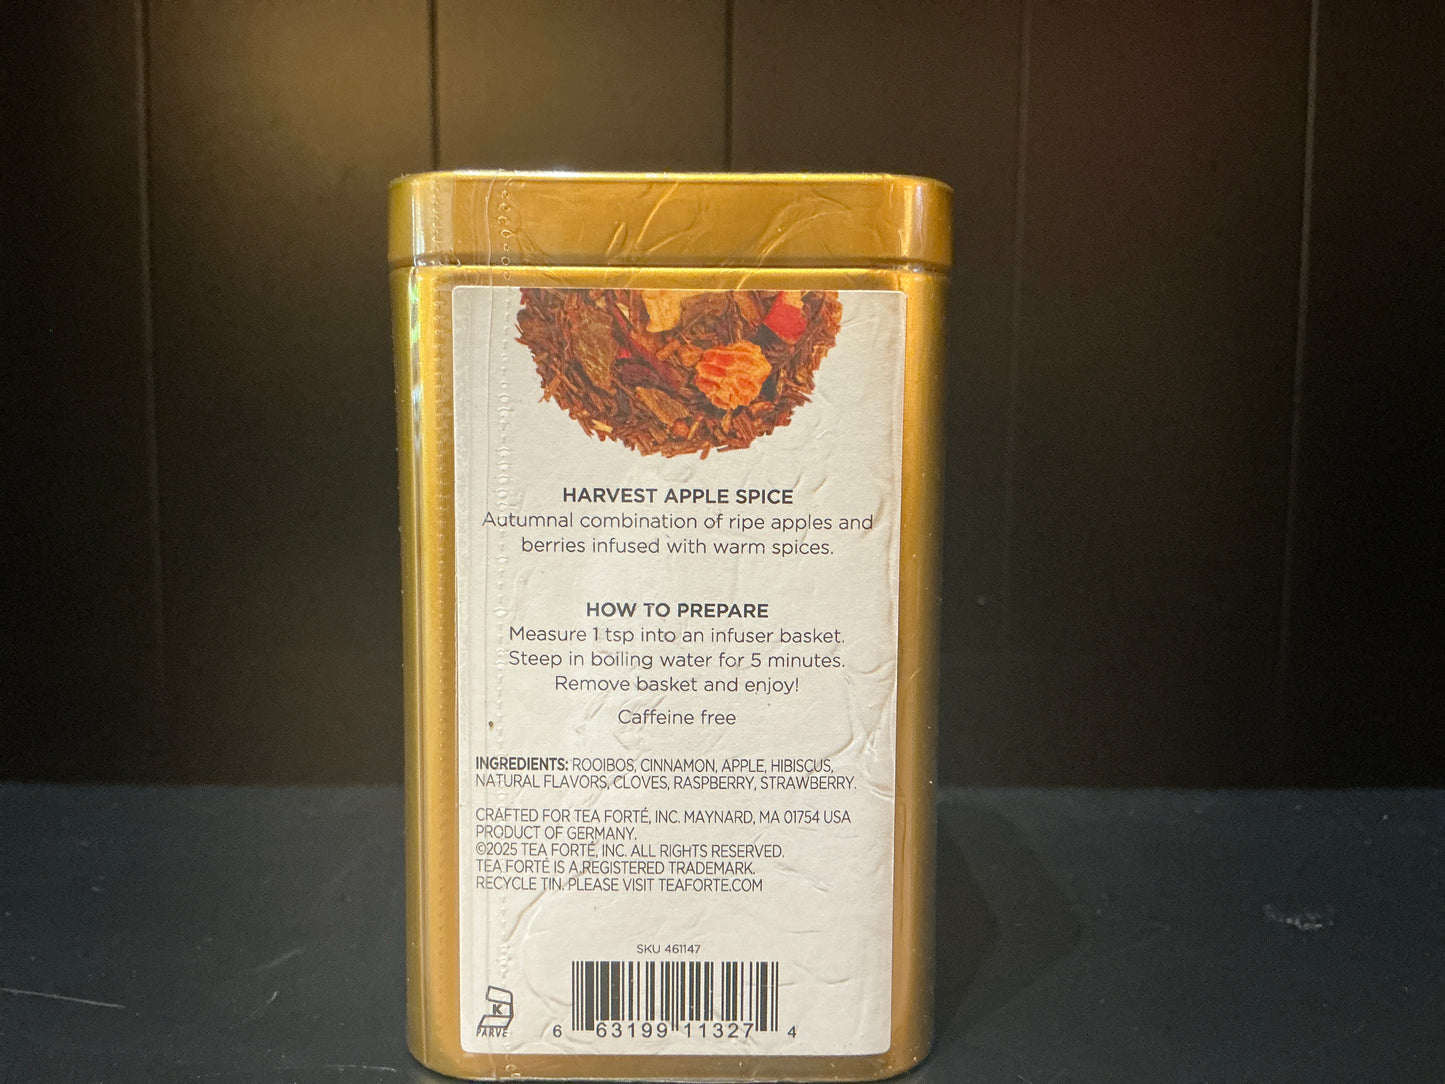 HARVEST APPLE SPICE
Autumnal combination of ripe apples and
berries infused with warm spices.
HOW TO PREPARE
Measure 1 tsp into an infuser basket.
Steep in boiling water for 5 minutes.
Remove basket and enjoy!
Caffeine free
INGREDIENTS: ROOIBOS, CINNAMON, APPLE, HIBISCUS,
NATURAL FLAVORS, CLOVES, RASPBERRY, STRAWBERRY.
CRAFTED FOR TEA FORTÉ, INC. MAYNARD, MA 01754 USA
PRODUCT OF GERMANY.
©2025 TEA FORTÉ, INC. ALL RIGHTS RESERVED.
TEA FORTÉ IS A REGISTERED TRADEMARK.
RECYCLE TIN. PLEASE VISIT TEAFORTE.COM
SKU 461147
K
PARVE
6 63199 11327 4